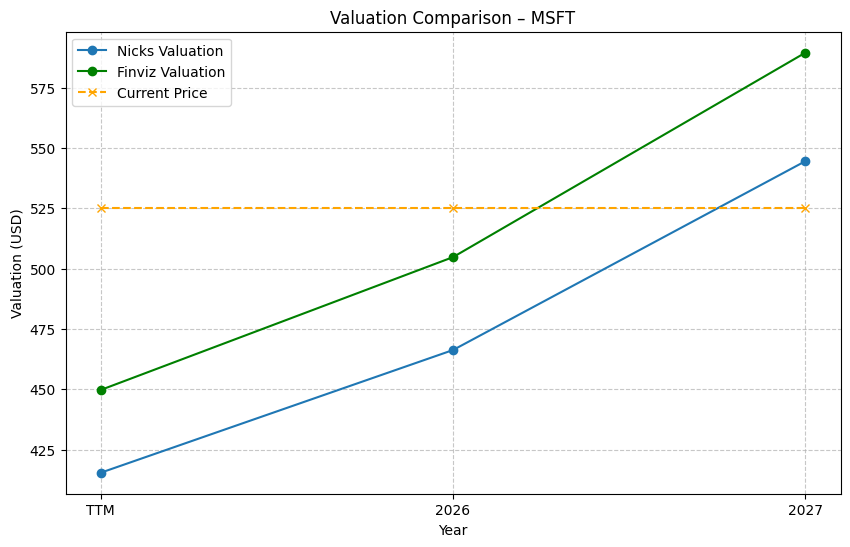 Valuation Comparison – MSFT
Nicks Valuation
Finviz Valuation
Current Price
Valuation (USD)
575
550
525
500
475
450
425
TTM
2026
2027
Year